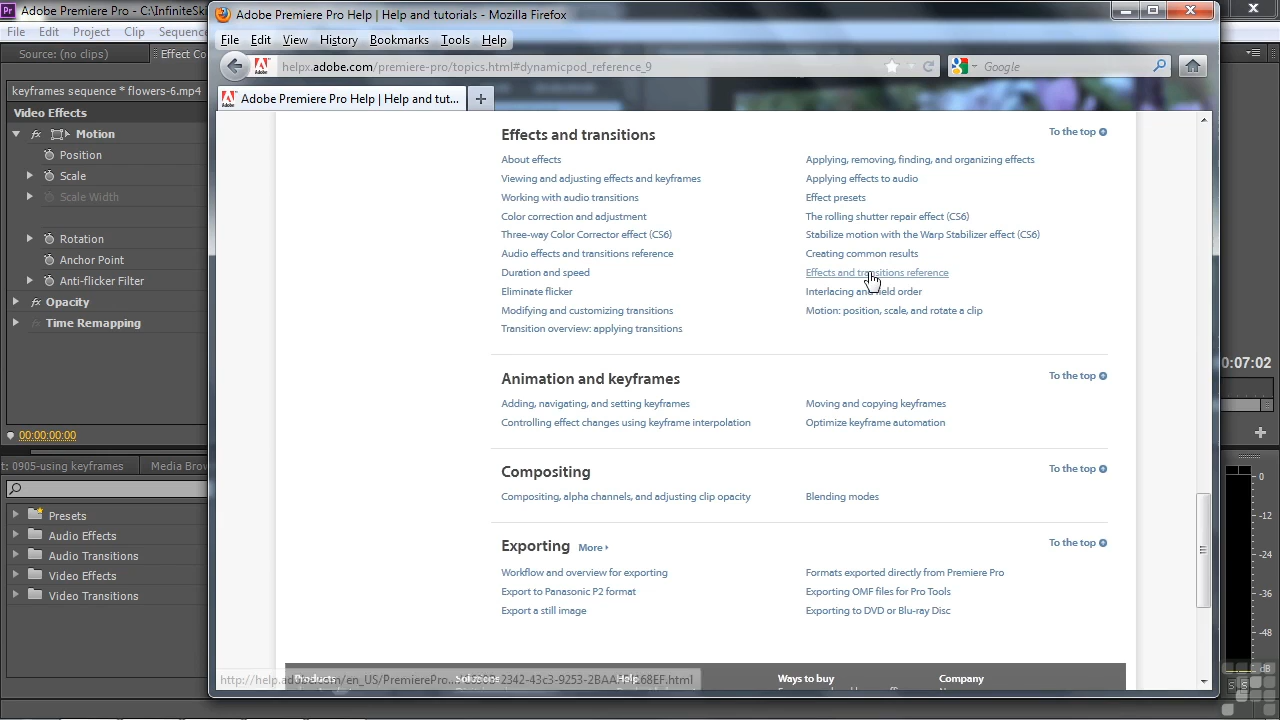 Adobe Premiere Pro - C:\InfiniteSk
File Edit Clip Project Sequence
Source: (no clips) Effect Co
keyframes sequence * flowers-6.mp4
Video Effects
fx Motion
Position
Scale
Scale Width
Rotation
Anchor Point
Anti-flicker Filter
fx Opacity
Time Remapping
00:00:00:00
t: 0905-using keyframes Media Brow
Presets
Audio Effects
Audio Transitions
Video Effects
Video Transitions
Adobe Premiere Pro Help | Help and tutorials - Mozilla Firefox
File Edit View History Bookmarks Tools Help
helpx.adobe.com/premiere-pro/topics.html#dynamicpod_reference_9
Google
Adobe Premiere Pro Help | Help and tut...
Effects and transitions
To the top
About effects
Applying, removing, finding, and organizing effects
Viewing and adjusting effects and keyframes
Applying effects to audio
Working with audio transitions
Effect presets
Color correction and adjustment
The rolling shutter repair effect (CS6)
Three-way Color Corrector effect (CS6)
Stabilize motion with the Warp Stabilizer effect (CS6)
Audio effects and transitions reference
Creating common results
Duration and speed
Effects and transitions reference
Eliminate flicker
Interlacing and field order
Modifying and customizing transitions
Motion: position, scale, and rotate a clip
Transition overview: applying transitions
Animation and keyframes
To the top
Adding, navigating, and setting keyframes
Moving and copying keyframes
Controlling effect changes using keyframe interpolation
Optimize keyframe automation
Compositing
To the top
Compositing, alpha channels, and adjusting clip opacity
Blending modes
Exporting More
To the top
Workflow and overview for exporting
Formats exported directly from Premiere Pro
Export to Panasonic P2 format
Exporting OMF files for Pro Tools
Export a still image
Exporting to DVD or Blu-ray Disc
Products Solutions Help Ways to buy Company
0:07:02
0
-12
-24
-36
-48
dB